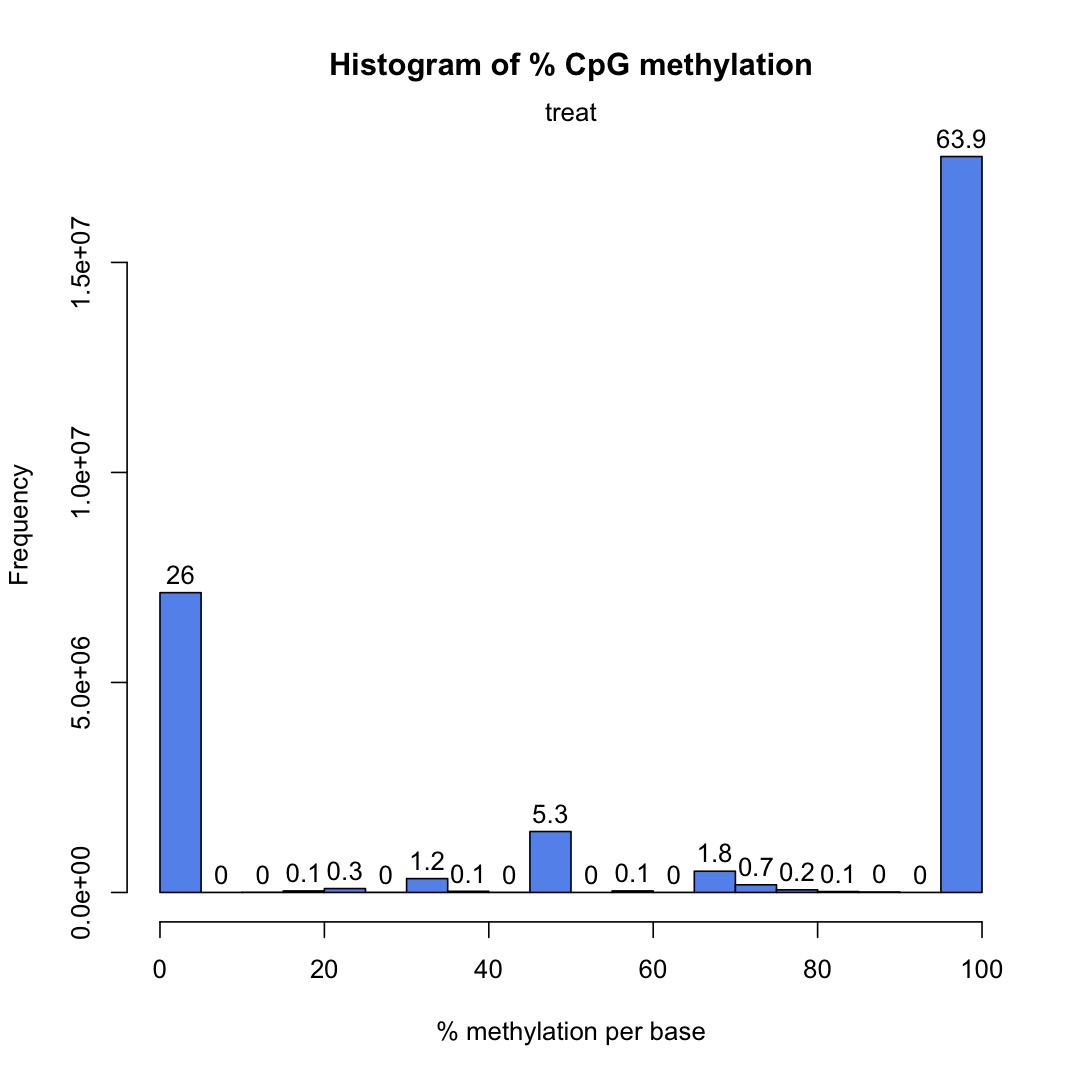 Histogram of % CpG methylation
treat
63.9
1.5e+07
1.0e+07
5.0e+06
0.0e+00
Frequency
26
0
0
0.1
0.3
0
1.2
0.1
0
5.3
0
0.1
0
1.8
0.7
0.2
0.1
0
0
0 20 40 60 80 100
% methylation per base